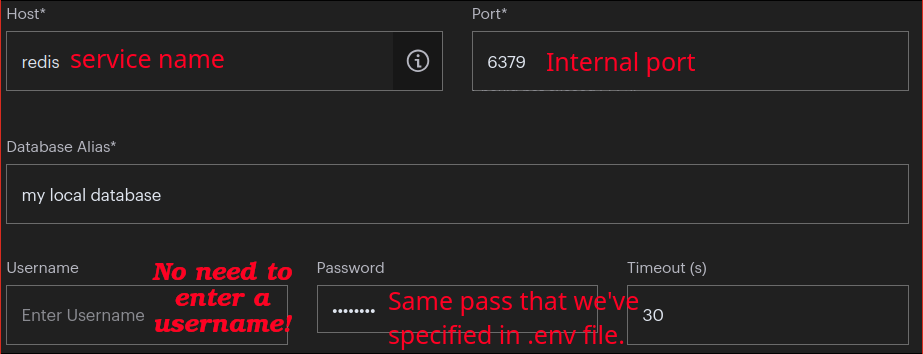 Host*
Port*
redis service name
6379 Internal port
Database Alias*
my local database
Username
No need to
enter a
username!
Password
Timeout (s)
Enter Username
•••••••• Same pass that we've
specified in .env file.
30